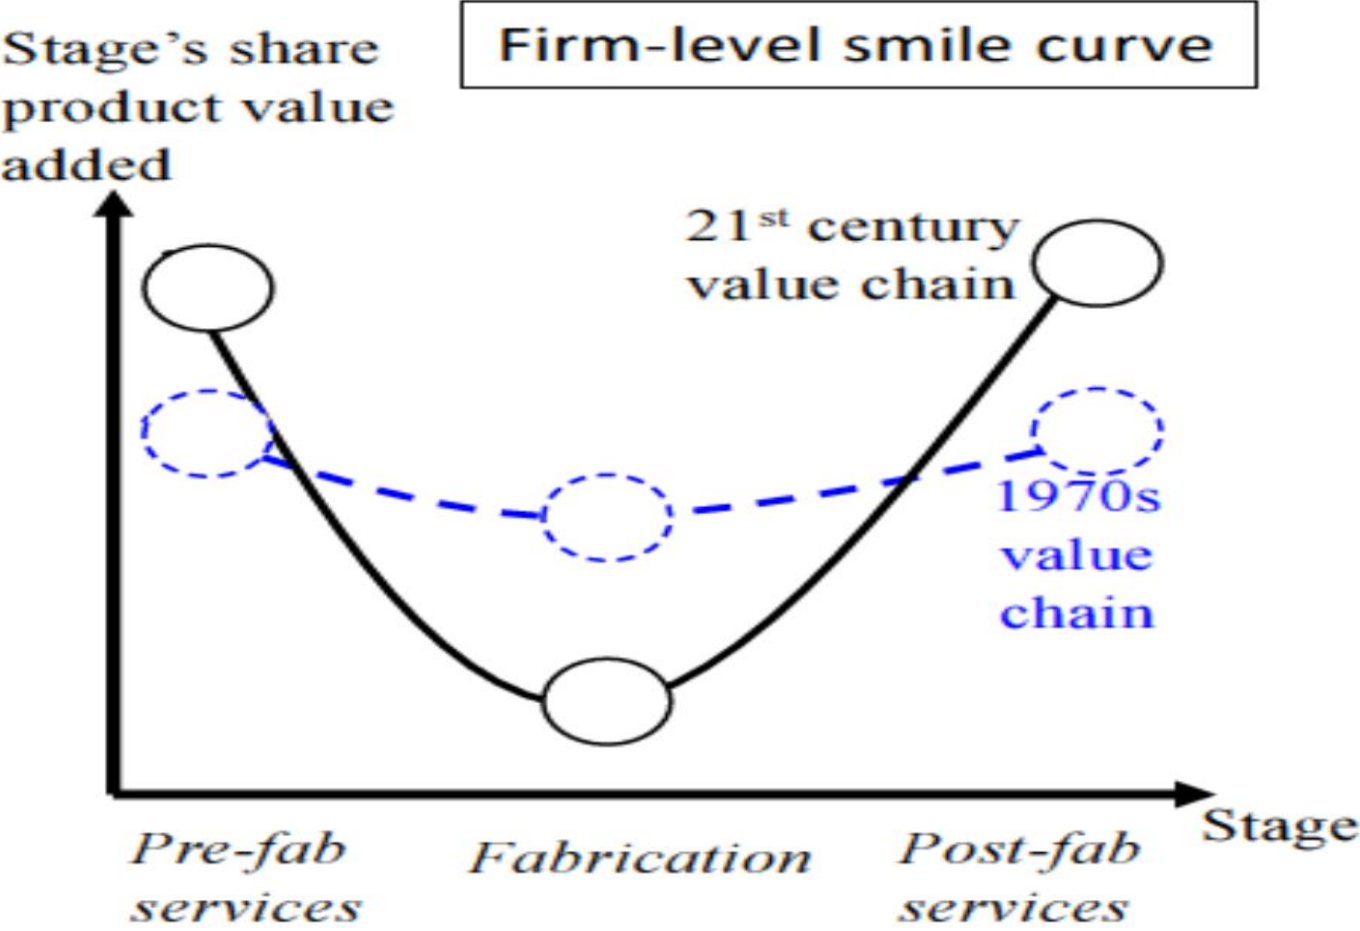 Stage’s share
product value
added
Firm-level smile curve
21st century
value chain
1970s
value
chain
Stage
Pre-fab
services
Fabrication
Post-fab
services